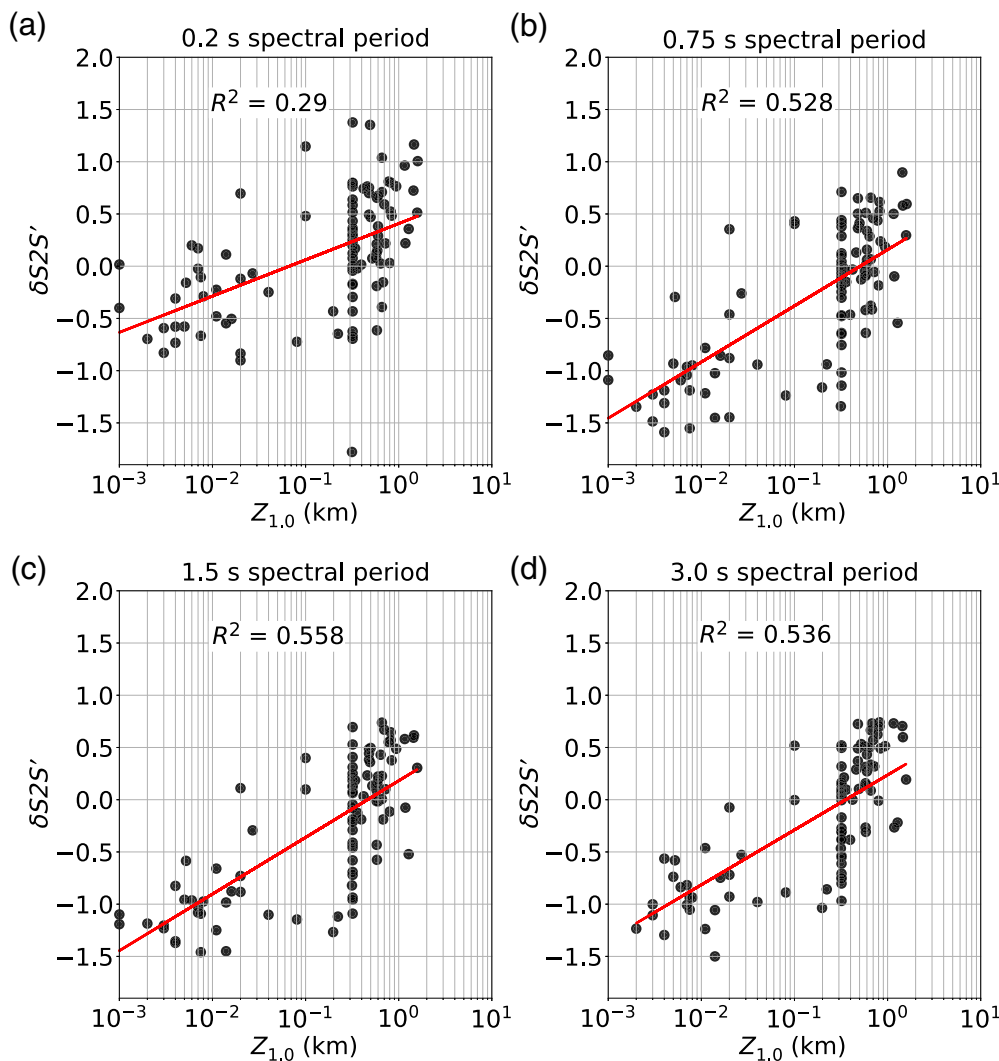 (a)
0.2 s spectral period
R² = 0.29
2.0
1.5
1.0
0.5
0.0
−0.5
−1.0
−1.5
δS2S′
10⁻³ 10⁻² 10⁻¹ 10⁰ 10¹
Z₁.₀ (km)
(b)
0.75 s spectral period
R² = 0.528
2.0
1.5
1.0
0.5
0.0
−0.5
−1.0
−1.5
δS2S′
10⁻³ 10⁻² 10⁻¹ 10⁰ 10¹
Z₁.₀ (km)
(c)
1.5 s spectral period
R² = 0.558
2.0
1.5
1.0
0.5
0.0
−0.5
−1.0
−1.5
δS2S′
10⁻³ 10⁻² 10⁻¹ 10⁰ 10¹
Z₁.₀ (km)
(d)
3.0 s spectral period
R² = 0.536
2.0
1.5
1.0
0.5
0.0
−0.5
−1.0
−1.5
δS2S′
10⁻³ 10⁻² 10⁻¹ 10⁰ 10¹
Z₁.₀ (km)